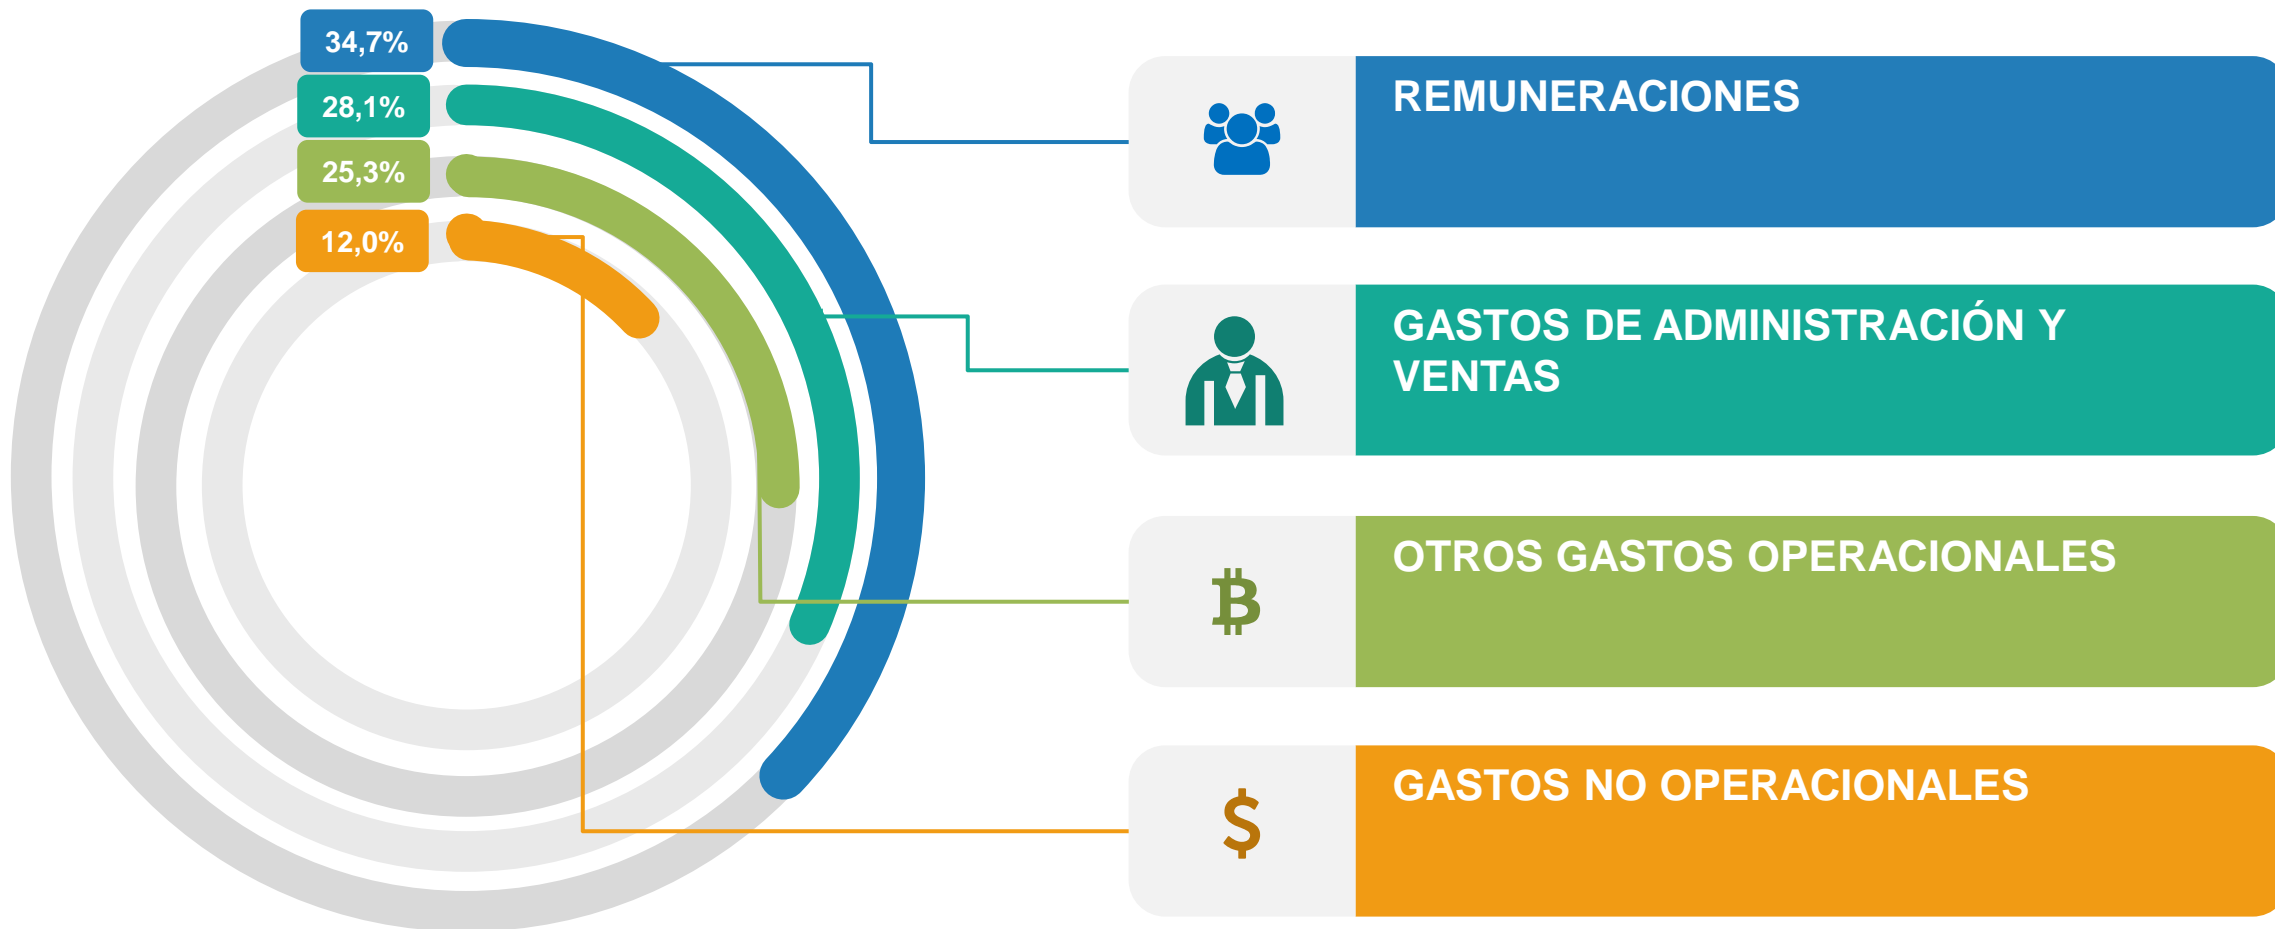 34,7%
28,1%
25,3%
12,0%
REMUNERACIONES
GASTOS DE ADMINISTRACIÓN Y
VENTAS
OTROS GASTOS OPERACIONALES
GASTOS NO OPERACIONALES